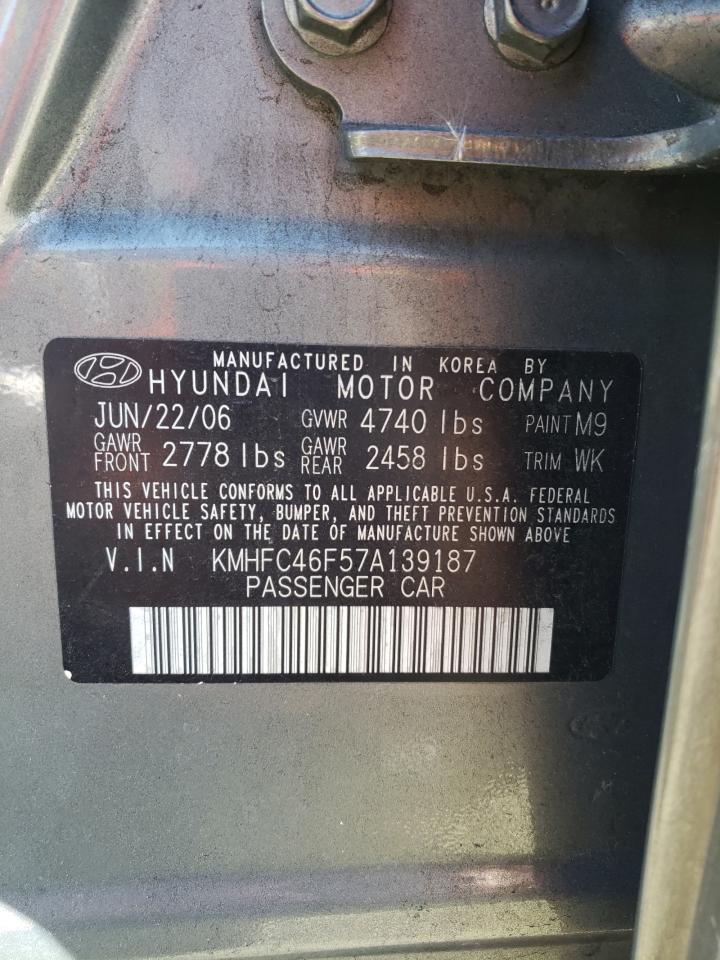 MANUFACTURED IN KOREA BY
HYUNDAI MOTOR COMPANY
JUN/22/06 GVWR 4740 lbs PAINT M9
GAWR FRONT 2778 lbs GAWR REAR 2458 lbs TRIM WK
THIS VEHICLE CONFORMS TO ALL APPLICABLE U.S.A. FEDERAL
MOTOR VEHICLE SAFETY, BUMPER, AND THEFT PREVENTION STANDARDS
IN EFFECT ON THE DATE OF MANUFACTURE SHOWN ABOVE.
V.I.N KMHFC46F57A139187
PASSENGER CAR